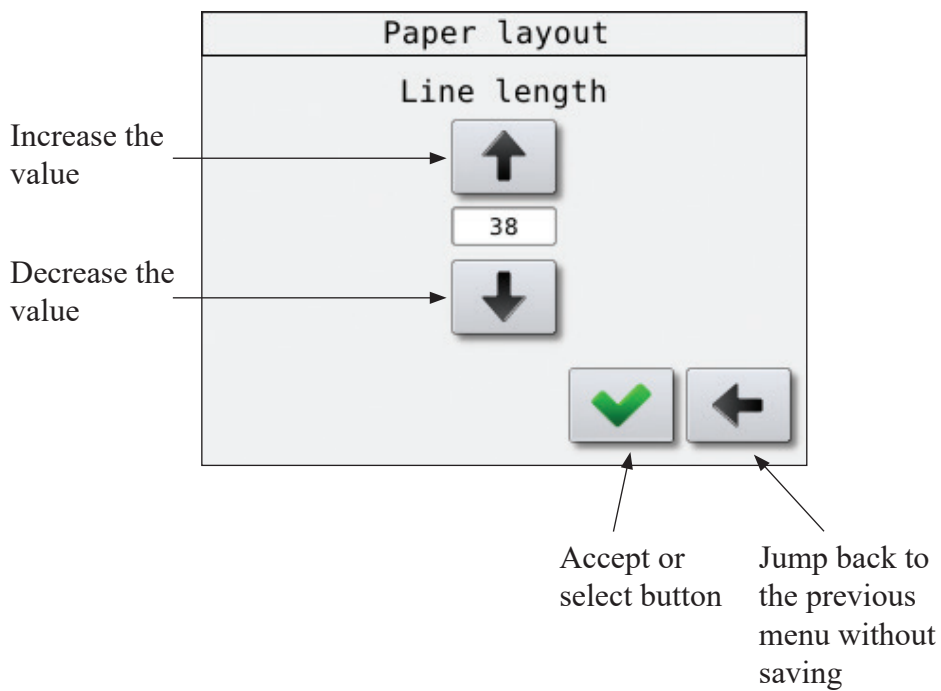 Paper layout
Line length
Increase the
value
38
Decrease the
value
Accept or
select button
Jump back to
the previous
menu without
saving